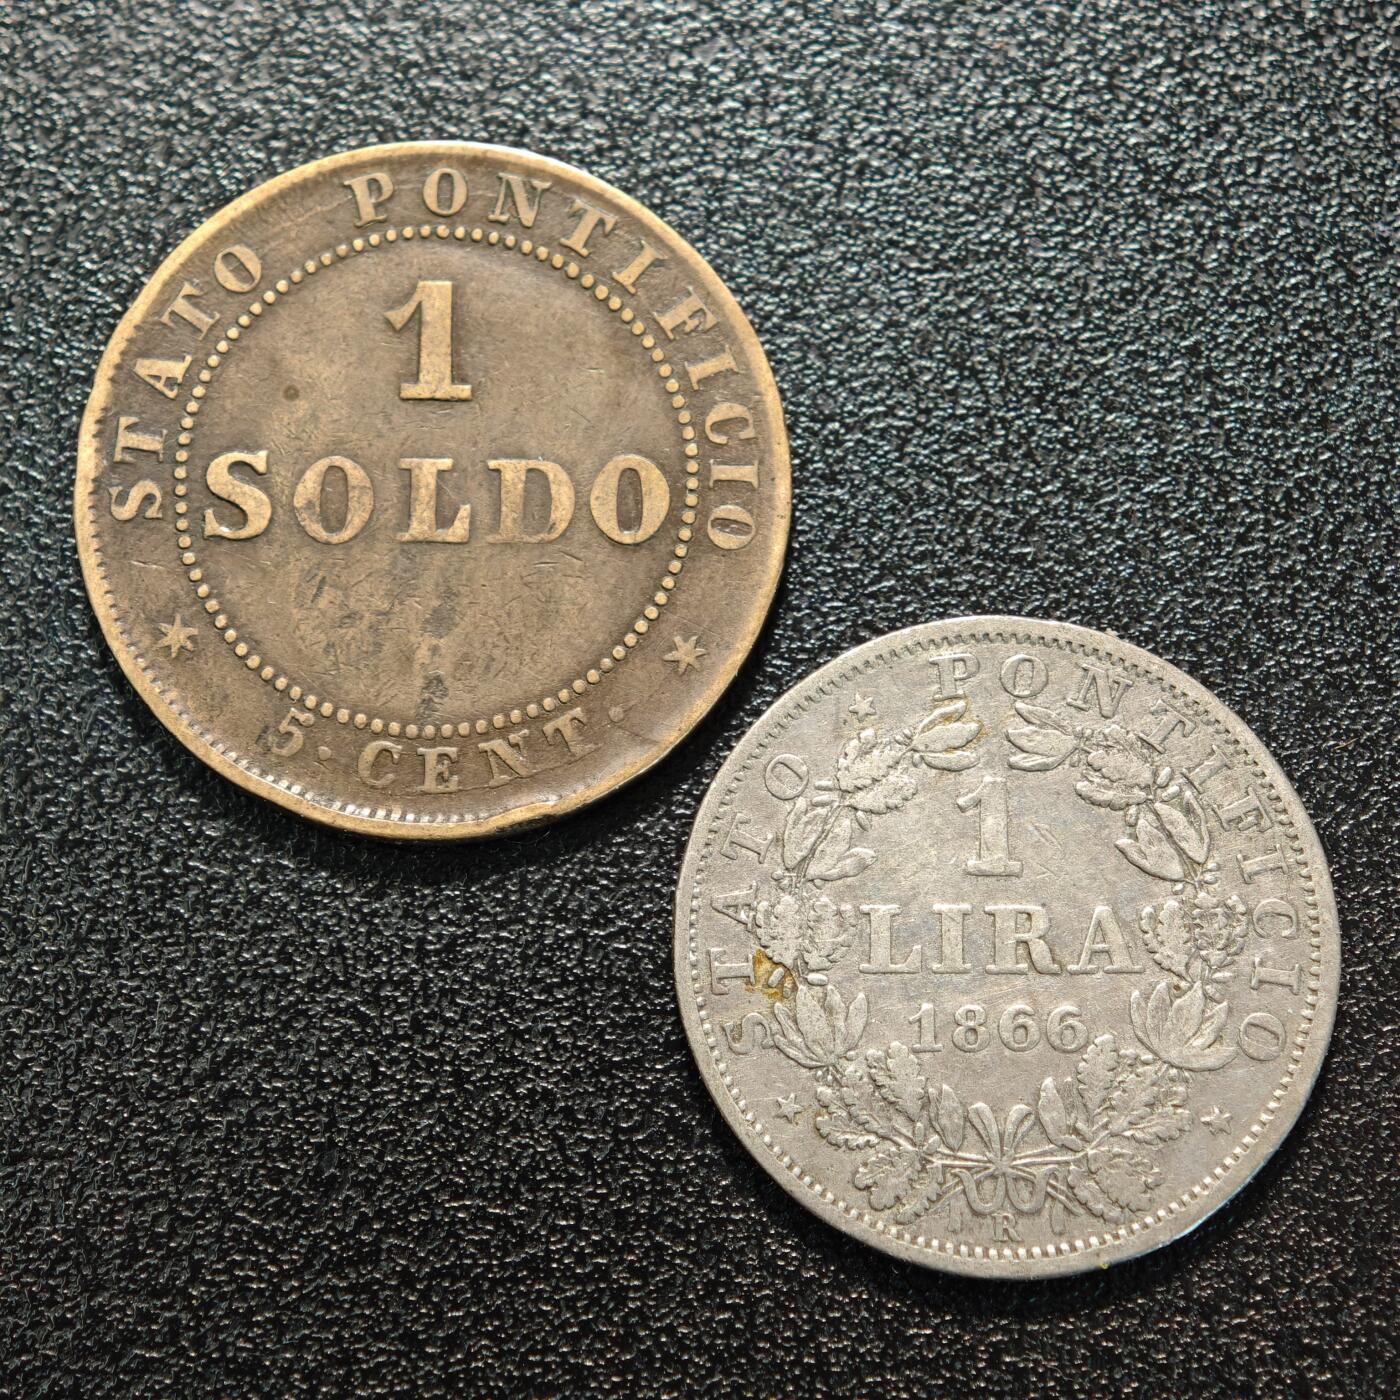 STATO PONTIFICIO
1
SOLDO
5. CENT.
STATO PONTIFICIO
1
LIRA
1866
R